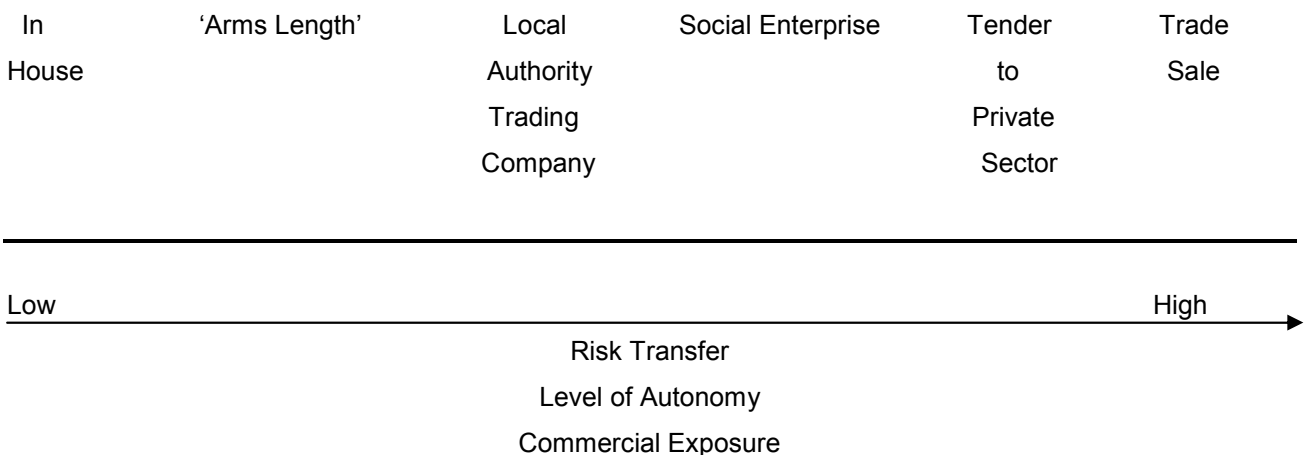 In ‘Arms Length’ Local Social Enterprise Tender Trade
House Authority to Sale
Trading Private
Company Sector
Low High
Risk Transfer
Level of Autonomy
Commercial Exposure